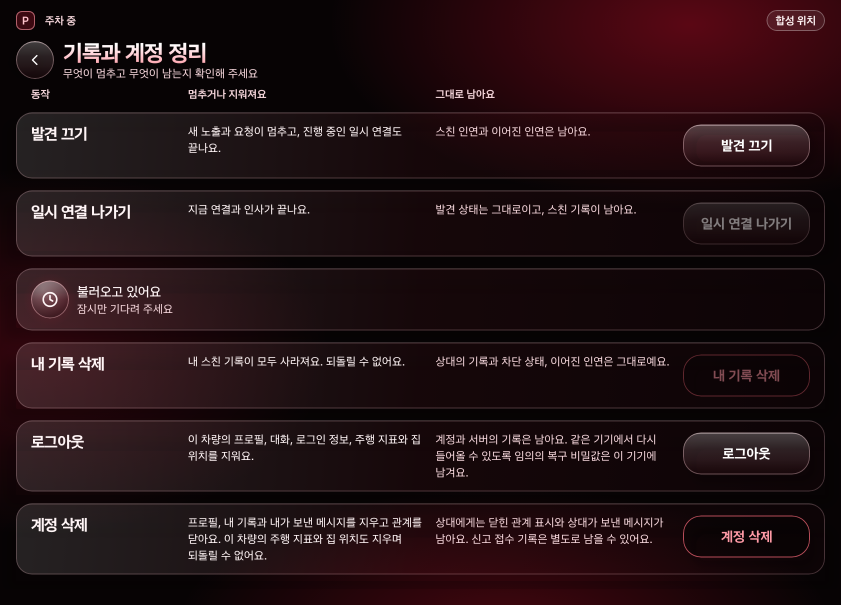 P 주차 중
합성 위치
기록과 계정 정리
무엇이 멈추고 무엇이 남는지 확인해 주세요
동작 멈추거나 지워져요 그대로 남아요
발견 끄기
새 노출과 요청이 멈추고, 진행 중인 일시 연결도
끝나요.
스친 인연과 이어진 인연은 남아요.
발견 끄기
일시 연결 나가기
지금 연결과 인사가 끝나요.
발견 상태는 그대로이고, 스친 기록이 남아요.
일시 연결 나가기
불러오고 있어요
잠시만 기다려 주세요
내 기록 삭제
내 스친 기록이 모두 사라져요. 되돌릴 수 없어요.
상대의 기록과 차단 상태, 이어진 인연은 그대로예요.
내 기록 삭제
로그아웃
이 차량의 프로필, 대화, 로그인 정보, 주행 지표와 집
위치를 지워요.
계정과 서버의 기록은 남아요. 같은 기기에서 다시
들어올 수 있도록 임의의 복구 비밀값은 이 기기에
남겨요.
로그아웃
계정 삭제
프로필, 내 기록과 내가 보낸 메시지를 지우고 관계를
닫아요. 이 차량의 주행 지표와 집 위치도 지우며
되돌릴 수 없어요.
상대에게는 닫힌 관계 표시와 상대가 보낸 메시지가
남아요. 신고 접수 기록은 별도로 남을 수 있어요.
계정 삭제